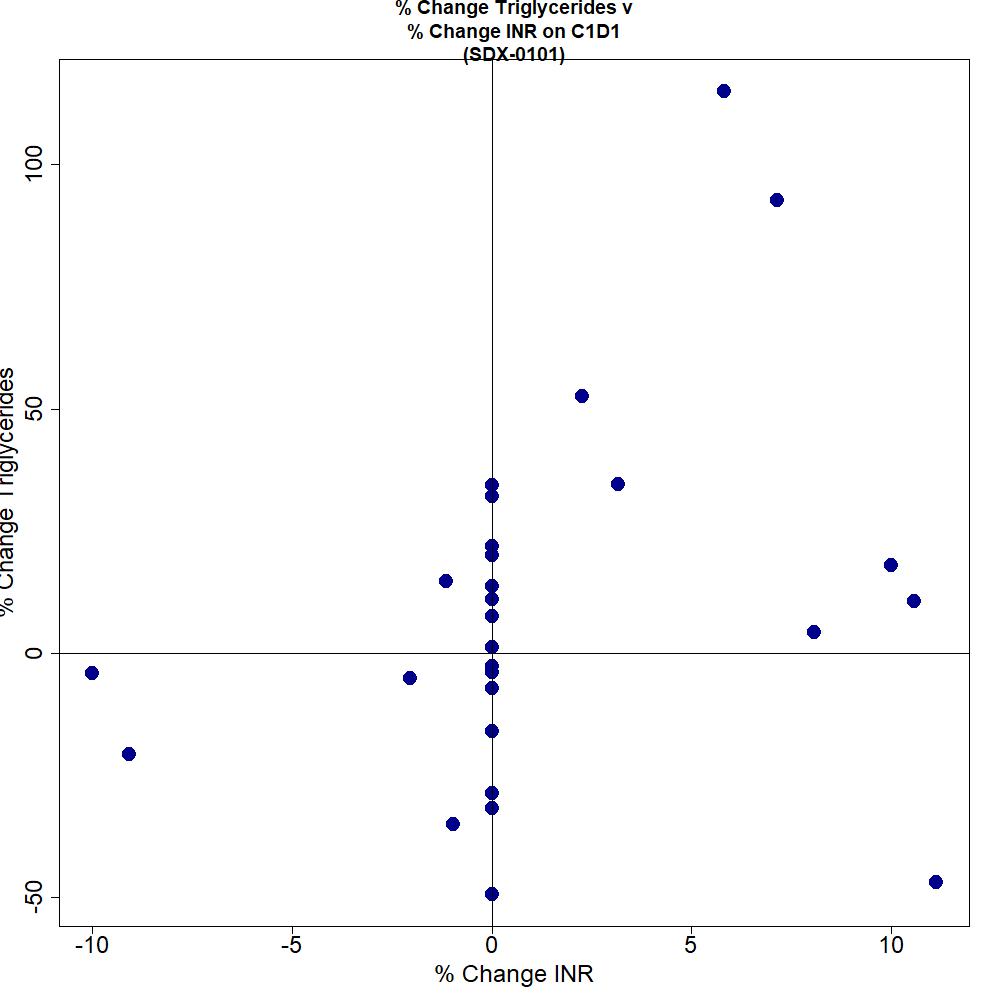 % Change Triglycerides v
% Change INR on C1D1
(SDX-0101)
100
50
0
-50
% Change Triglycerides
-10
-5
0
5
10
% Change INR